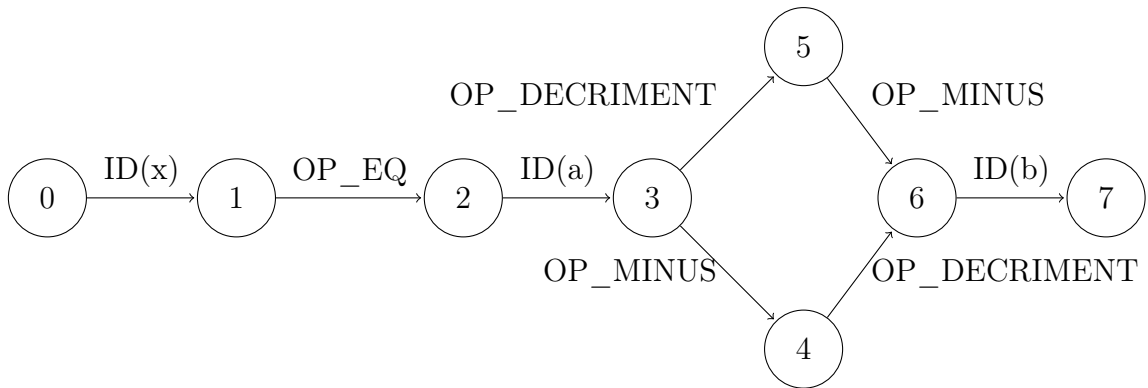 5
OP_DECRIMENT
OP_MINUS
ID(x)
OP_EQ
ID(a)
ID(b)
0
1
2
3
6
7
OP_MINUS
OP_DECRIMENT
4